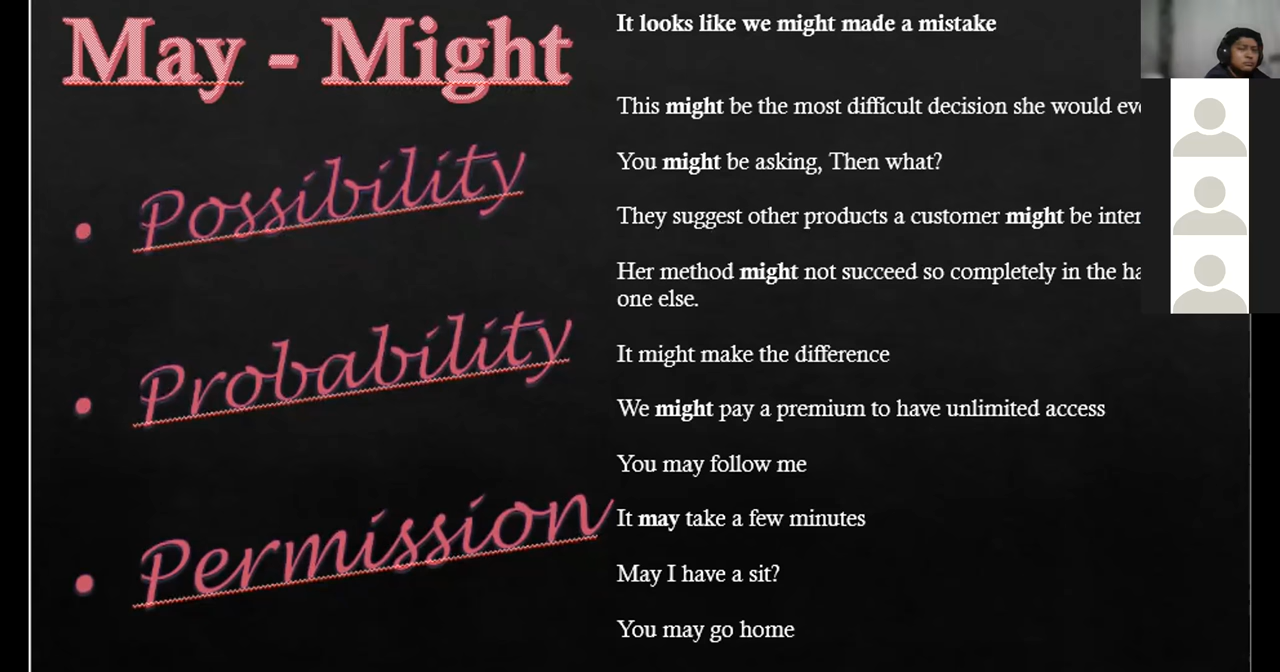 May - Might
• Possibility
• Probability
• Permission
It looks like we might made a mistake
This might be the most difficult decision she would
You might be asking, Then what?
They suggest other products a customer might be
Her method might not succeed so completely in the
one else.
It might make the difference
We might pay a premium to have unlimited access
You may follow me
It may take a few minutes
May I have a sit?
You may go home